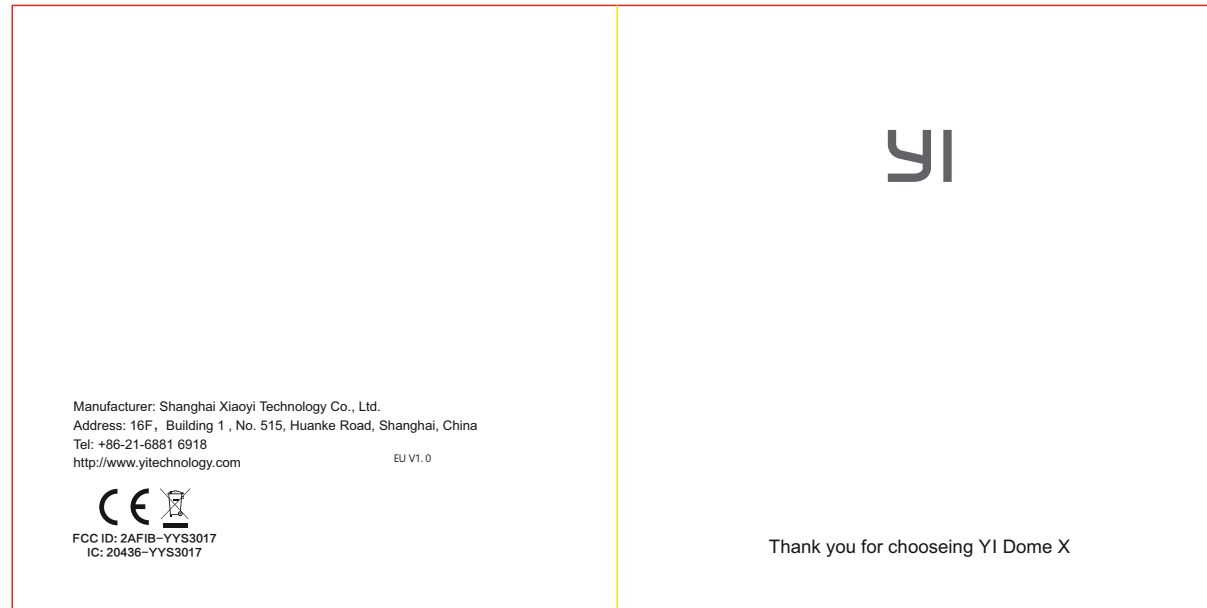 Manufacturer: Shanghai Xiaoyi Technology Co., Ltd.
Address: 16F，Building 1 , No. 515, Huanke Road, Shanghai, China
Tel: +86-21-6881 6918
http://www.yitechnology.com
EU V1.0
CE
FCC ID: 2AFIB-YYS3017
IC: 20436-YYS3017
YI
Thank you for chooseing YI Dome X